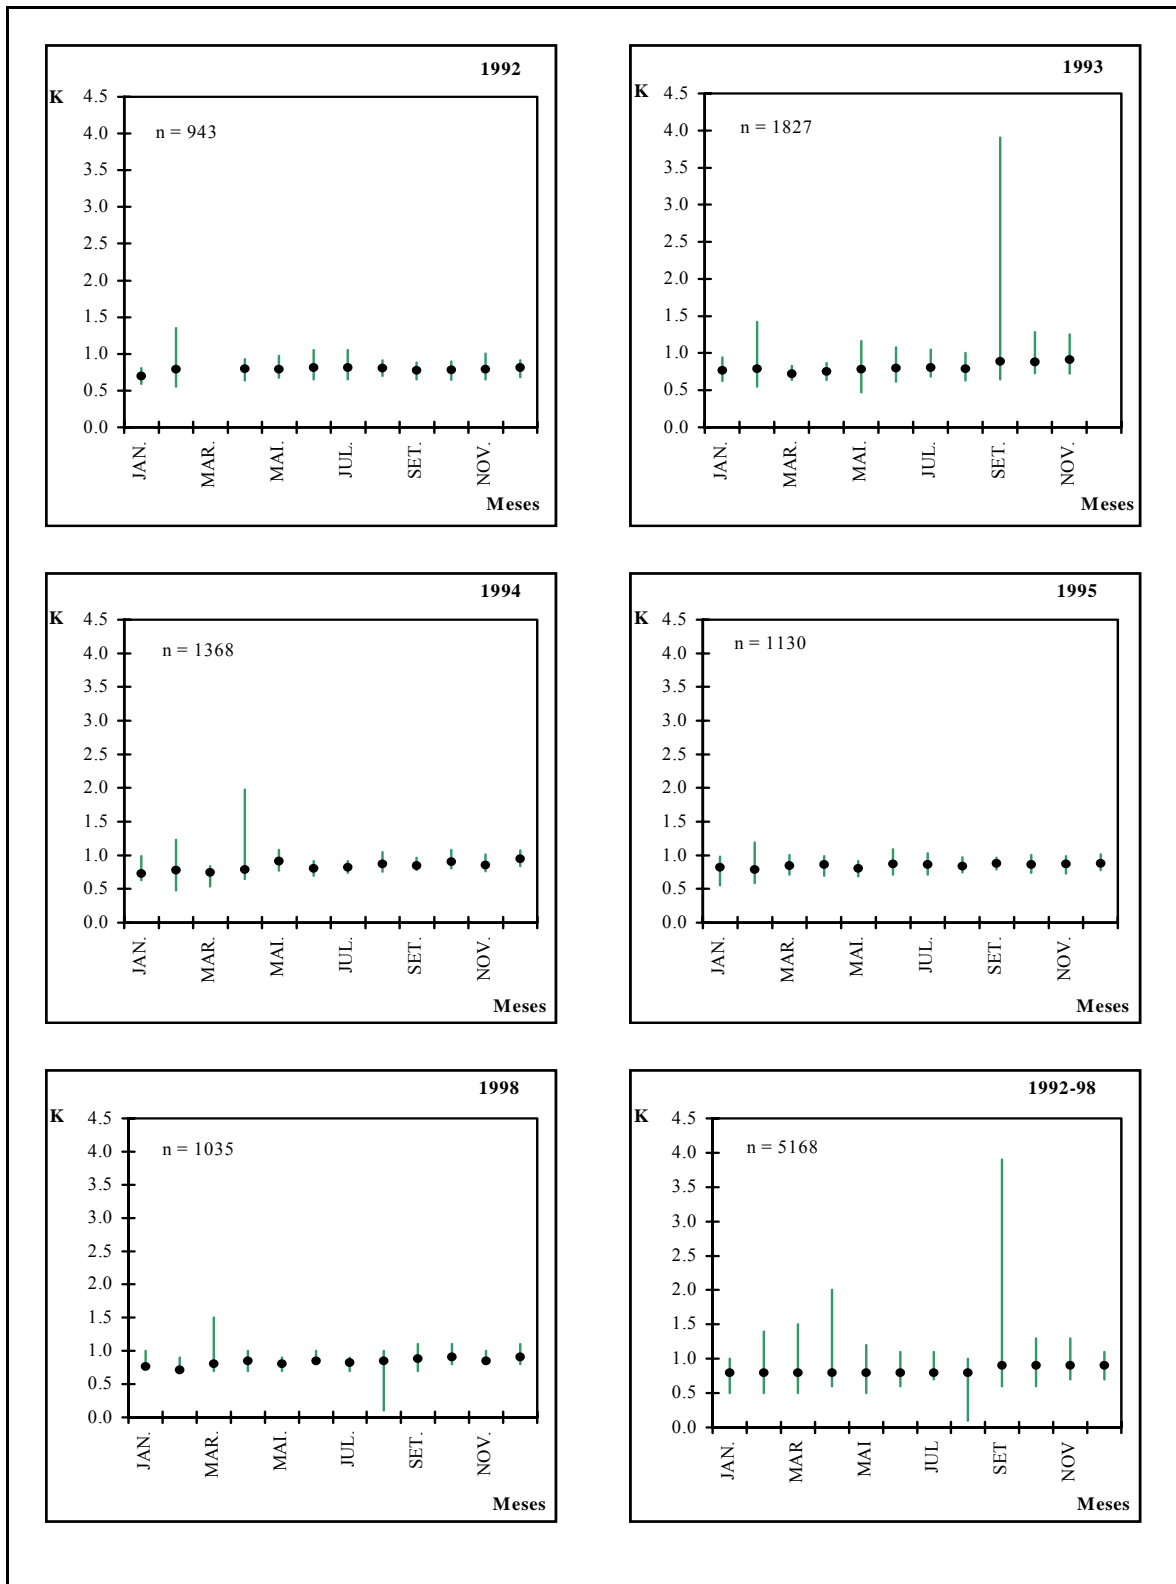 1992
K
4.5
4.0
3.5
3.0
2.5
2.0
1.5
1.0
0.5
0.0
n = 943
JAN.
MAR.
MAI.
JUL.
SET.
NOV.
Meses
1993
K
4.5
4.0
3.5
3.0
2.5
2.0
1.5
1.0
0.5
0.0
n = 1827
JAN.
MAR.
MAI.
JUL.
SET.
NOV.
Meses
1994
K
4.5
4.0
3.5
3.0
2.5
2.0
1.5
1.0
0.5
0.0
n = 1368
JAN.
MAR.
MAI.
JUL.
SET.
NOV.
Meses
1995
K
4.5
4.0
3.5
3.0
2.5
2.0
1.5
1.0
0.5
0.0
n = 1130
JAN.
MAR.
MAI.
JUL.
SET.
NOV.
Meses
1998
K
4.5
4.0
3.5
3.0
2.5
2.0
1.5
1.0
0.5
0.0
n = 1035
JAN.
MAR.
MAI.
JUL.
SET.
NOV.
Meses
1992-98
K
4.5
4.0
3.5
3.0
2.5
2.0
1.5
1.0
0.5
0.0
n = 5168
JAN.
MAR
MAI
JUL
SET
NOV
Meses